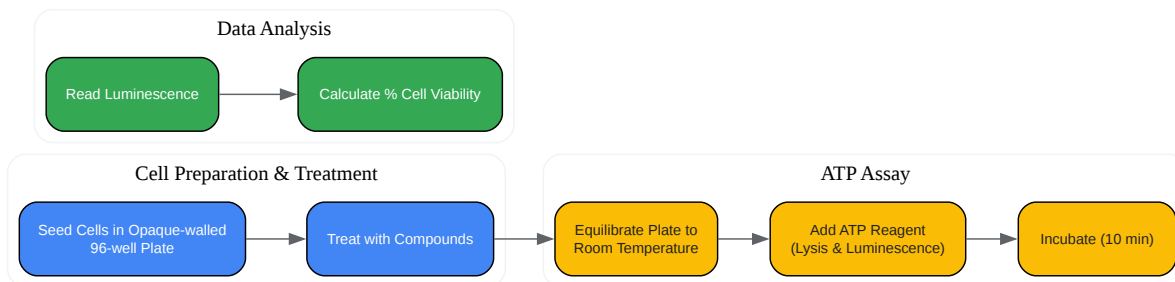 Data Analysis
Read Luminescence
Calculate % Cell Viability
Cell Preparation & Treatment
Seed Cells in Opaque-walled
96-well Plate
Treat with Compounds
ATP Assay
Equilibrate Plate to
Room Temperature
Add ATP Reagent
(Lysis & Luminescence)
Incubate (10 min)